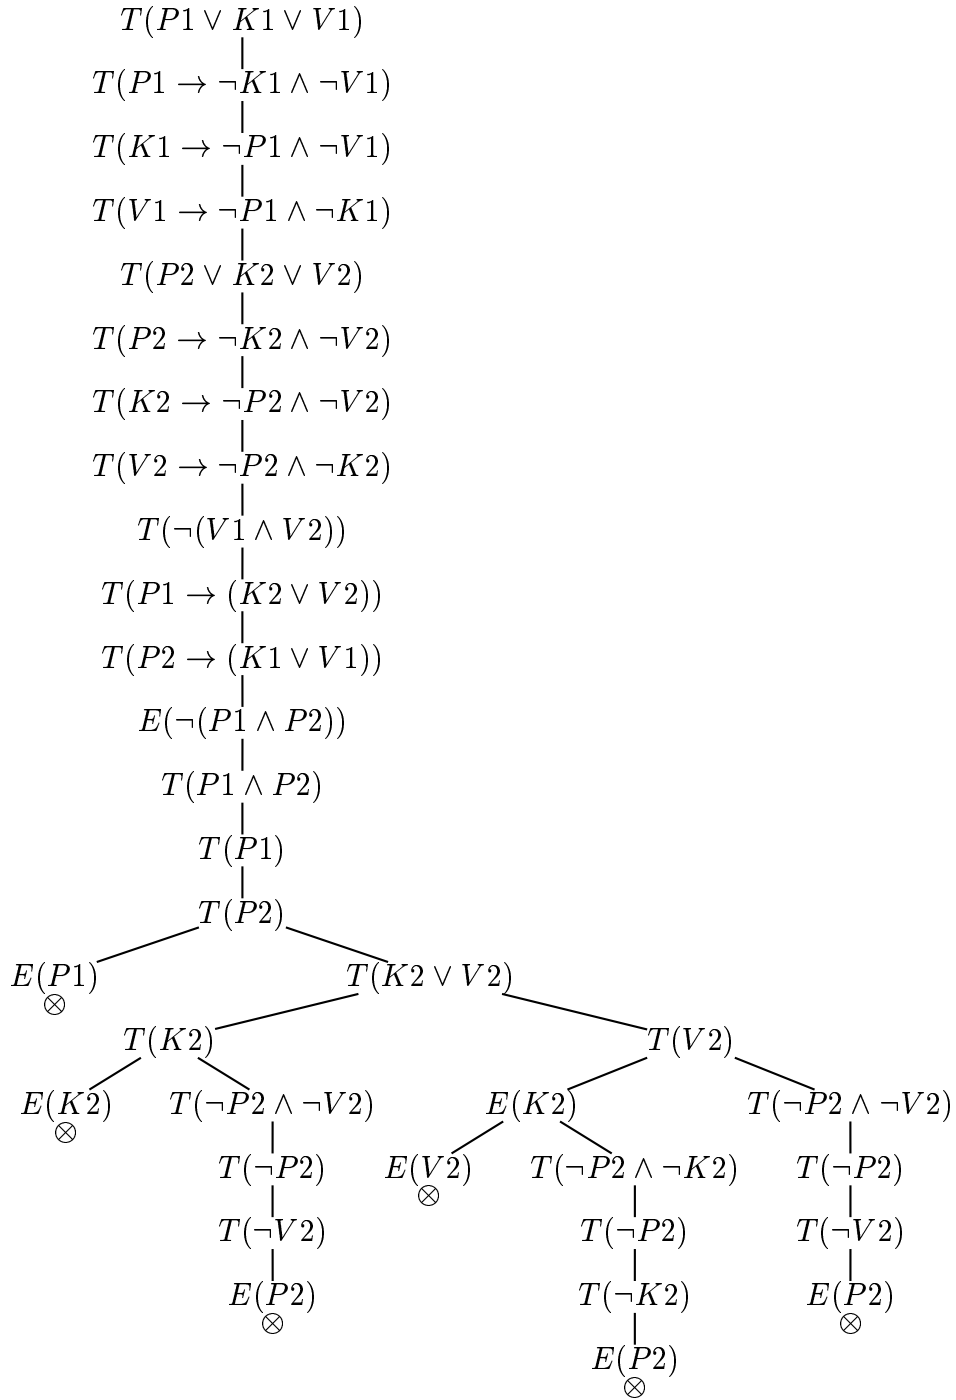 T(P1 ∨ K1 ∨ V1)
T(P1 → ¬K1 ∧ ¬V1)
T(K1 → ¬P1 ∧ ¬V1)
T(V1 → ¬P1 ∧ ¬K1)
T(P2 ∨ K2 ∨ V2)
T(P2 → ¬K2 ∧ ¬V2)
T(K2 → ¬P2 ∧ ¬V2)
T(V2 → ¬P2 ∧ ¬K2)
T(¬(V1 ∧ V2))
T(P1 → (K2 ∨ V2))
T(P2 → (K1 ∨ V1))
E(¬(P1 ∧ P2))
T(P1 ∧ P2)
T(P1)
T(P2)
E(P1) T(K2 ∨ V2)
⊗
T(K2) T(V2)
E(K2) T(¬P2 ∧ ¬V2) E(K2) T(¬P2 ∧ ¬V2)
⊗
T(¬P2) E(V2) T(¬P2 ∧ ¬K2) T(¬P2)
⊗
T(¬V2) T(¬P2) T(¬V2)
E(P2) T(¬K2) E(P2)
⊗ ⊗
E(P2)
⊗